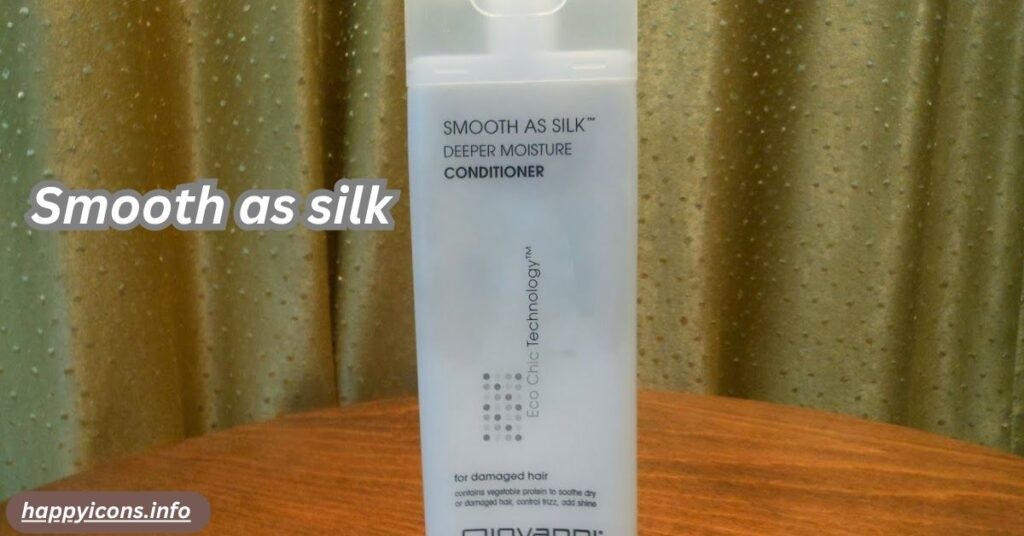 SMOOTH AS SILK™
DEEPER MOISTURE
CONDITIONER
Smooth as silk
Eco Chic Technology™
for damaged hair
contains vegetable protein to soothe dry
or damaged hair, control frizz, add shine
happyicons.info
GIOVANNI